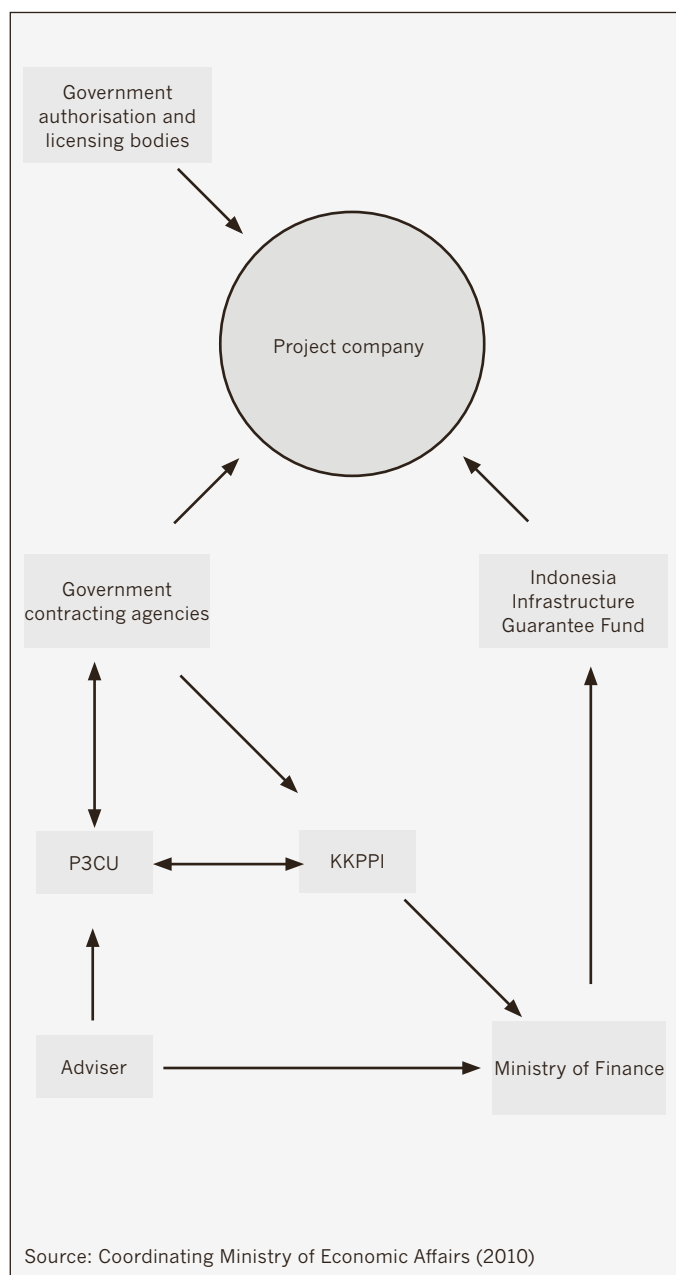 Government
authorisation and
licensing bodies
Project company
Government
contracting agencies
Indonesia
Infrastructure
Guarantee Fund
P3CU
KKPPI
Adviser
Ministry of Finance
Source: Coordinating Ministry of Economic Affairs (2010)